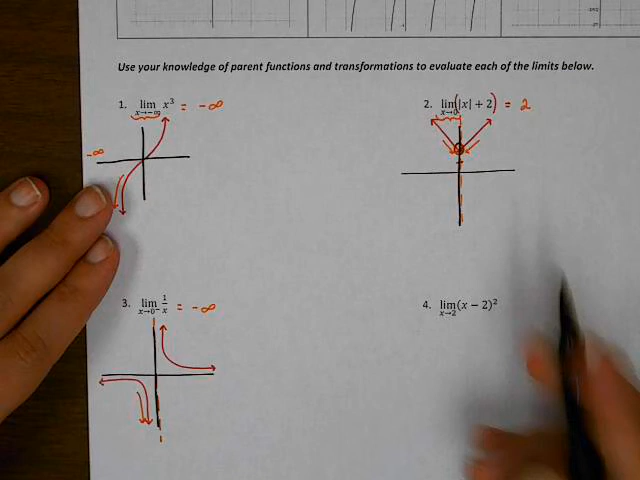 Use your knowledge of parent functions and transformations to evaluate each of the limits below.
1. lim x→-∞ x³ = -∞
-∞
2. lim x→0 (|x| + 2) = 2
3. lim x→0⁻ 1/x = -∞
4. lim x→2 (x − 2)²